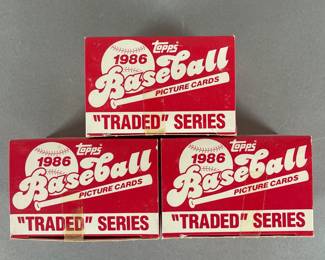 topps
1986
Baseball
PICTURE CARDS
"TRADED" SERIES
topps
1986
Baseball
PICTURE CARDS
"TRADED" SERIES
topps
1986
Baseball
PICTURE CARDS
"TRADED" SERIES